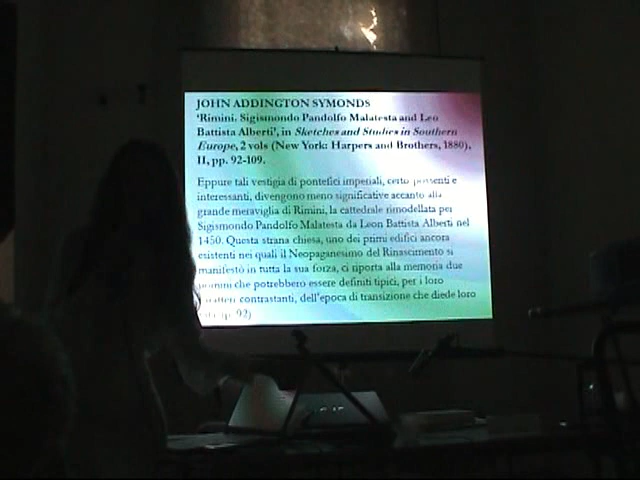 JOHN ADDINGTON SYMONDS
'Rimini. Sigismondo Pandolfo Malatesta and Leo
Battista Alberti', in Sketches and Studies in Southern
Europe, 2 vols (New York: Harpers and Brothers, 1880),
II, pp. 92-109.
Eppure tali vestigia di pontefici imperiali, certo possenti e
interessanti, divengono meno significative accanto alla
grande meraviglia di Rimini, la cattedrale rimodellata per
Sigismondo Pandolfo Malatesta da Leon Battista Alberti nel
1450. Questa strana chiesa, uno dei primi edifici ancora
esistenti nei quali il Neopaganesimo del Rinascimento si
manifestò in tutta la sua forza, ci riporta alla memoria due
uomini che potrebbero essere definiti tipici, per i loro
caratteri contrastanti, dell'epoca di transizione che diede loro
p. 92)